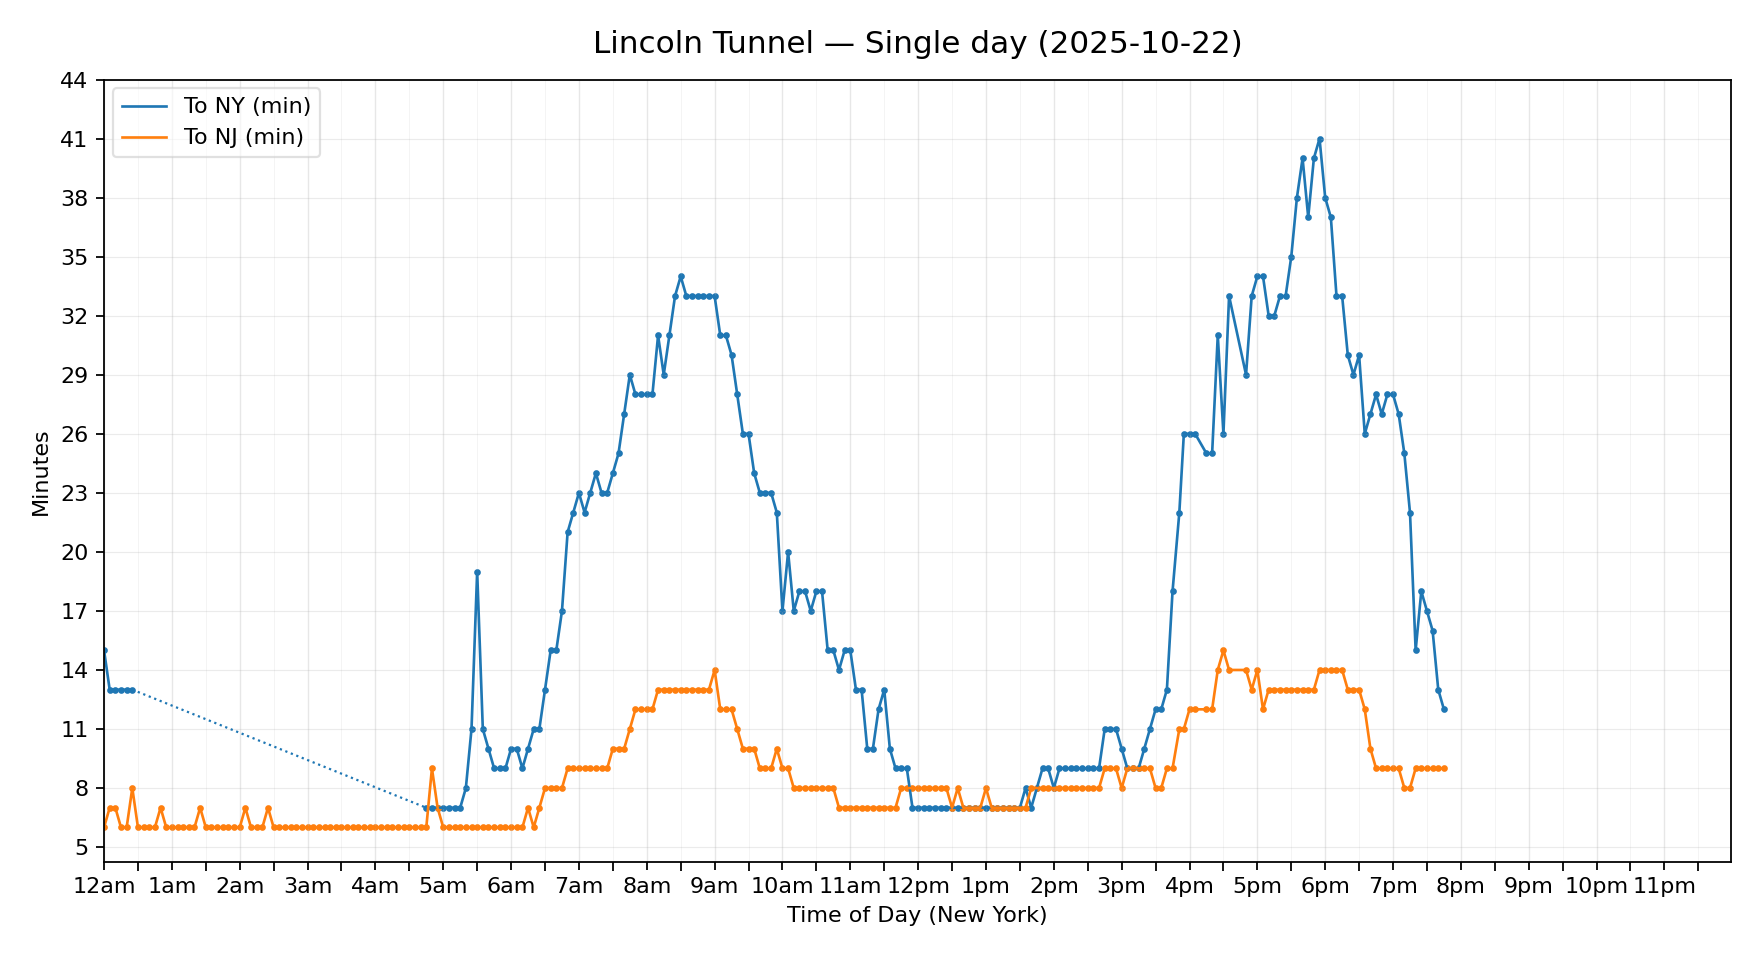 Lincoln Tunnel — Single day (2025-10-22)
To NY (min)
To NJ (min)
44
41
38
35
32
29
26
23
20
17
14
11
8
5
Minutes
12am 1am 2am 3am 4am 5am 6am 7am 8am 9am 10am 11am 12pm 1pm 2pm 3pm 4pm 5pm 6pm 7pm 8pm 9pm 10pm 11pm
Time of Day (New York)